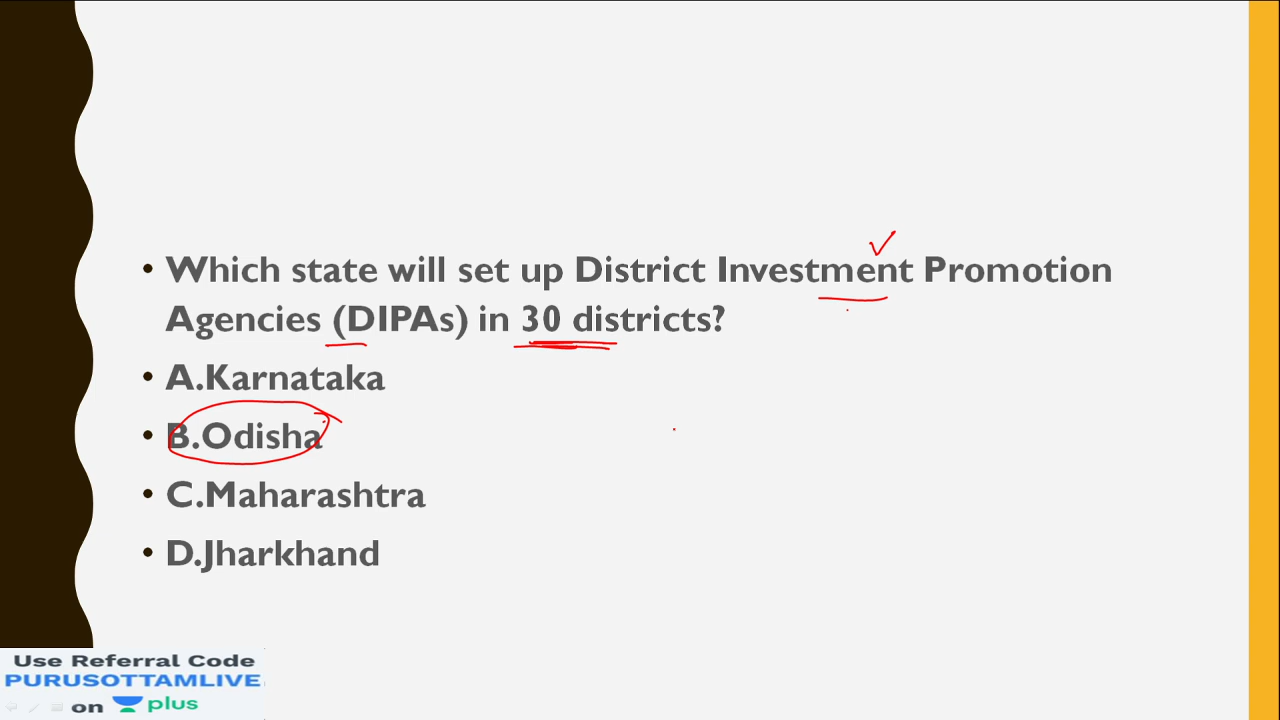 • Which state will set up District Investment Promotion
Agencies (DIPAs) in 30 districts?
• A.Karnataka
• B.Odisha
• C.Maharashtra
• D.Jharkhand
Use Referral Code
PURUSOTTAMLIVE
on plus